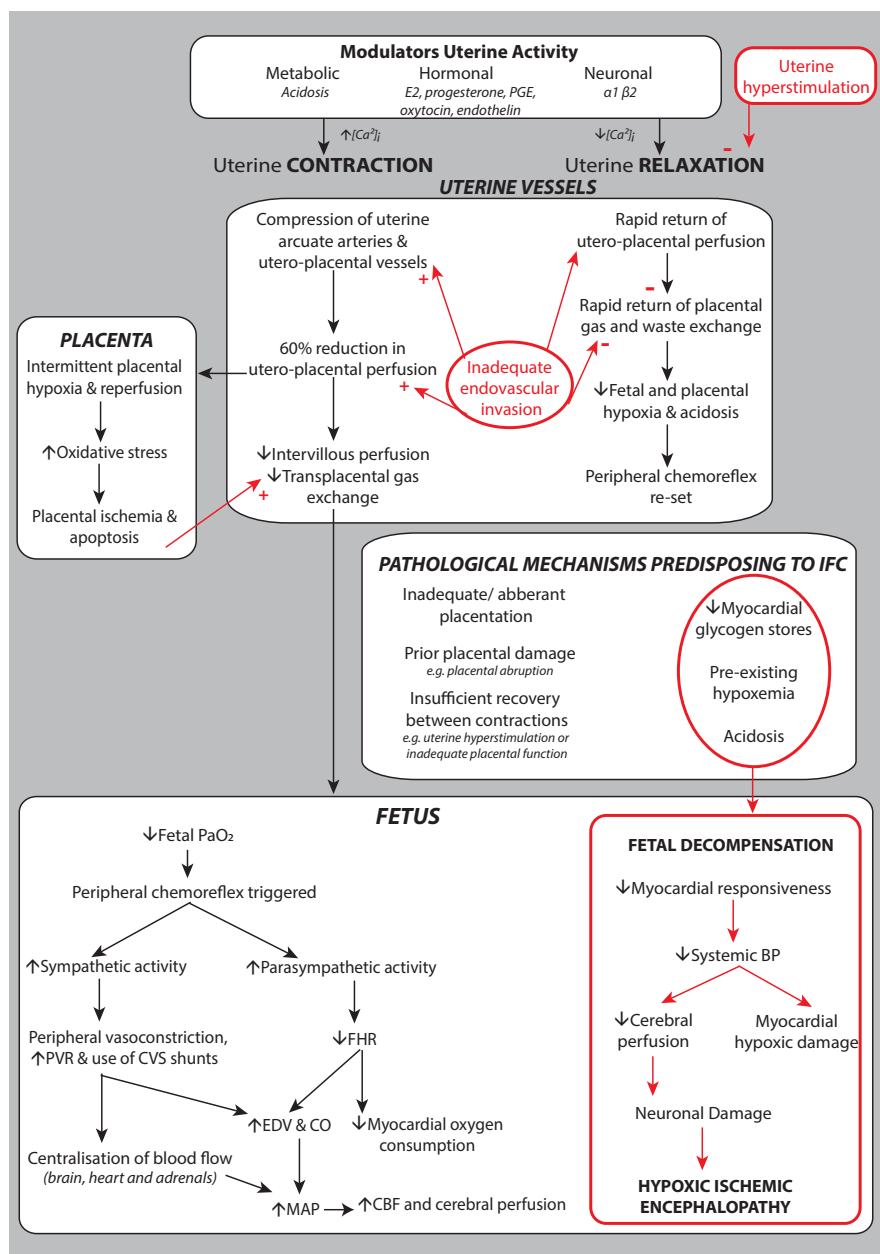 Modulators Uterine Activity
Metabolic
Acidosis
Hormonal
E2, progesterone, PGE,
oxytocin, endothelin
Neuronal
α1 β2
Uterine
hyperstimulation
↑[Ca²]i
↓[Ca²]i
-
Uterine CONTRACTION
Uterine RELAXATION
UTERINE VESSELS
Compression of uterine
arcuate arteries &
utero-placental vessels
+
60% reduction in
utero-placental perfusion
+
↓Intervillous perfusion
↓Transplacental gas
exchange
+
Inadequate
endovascular
invasion
Rapid return of
utero-placental perfusion
-
Rapid return of placental
gas and waste exchange
-
↓Fetal and placental
hypoxia & acidosis
Peripheral chemoreflex
re-set
PLACENTA
Intermittent placental
hypoxia & reperfusion
↑Oxidative stress
Placental ischemia &
apoptosis
PATHOLOGICAL MECHANISMS PREDISPOSING TO IFC
Inadequate/ abberant
placentation
Prior placental damage
e.g. placental abruption
Insufficient recovery
between contractions
e.g. uterine hyperstimulation or
inadequate placental function
↓Myocardial
glycogen stores
Pre-existing
hypoxemia
Acidosis
FETUS
↓Fetal PaO₂
Peripheral chemoreflex triggered
↑Sympathetic activity
↑Parasympathetic activity
Peripheral vasoconstriction,
↑PVR & use of CVS shunts
↓FHR
↑EDV & CO
↓Myocardial oxygen
consumption
Centralisation of blood flow
(brain, heart and adrenals)
↑MAP
↑CBF and cerebral perfusion
FETAL DECOMPENSATION
↓Myocardial responsiveness
↓Systemic BP
↓Cerebral
perfusion
Myocardial
hypoxic damage
Neuronal Damage
HYPOXIC ISCHEMIC
ENCEPHALOPATHY